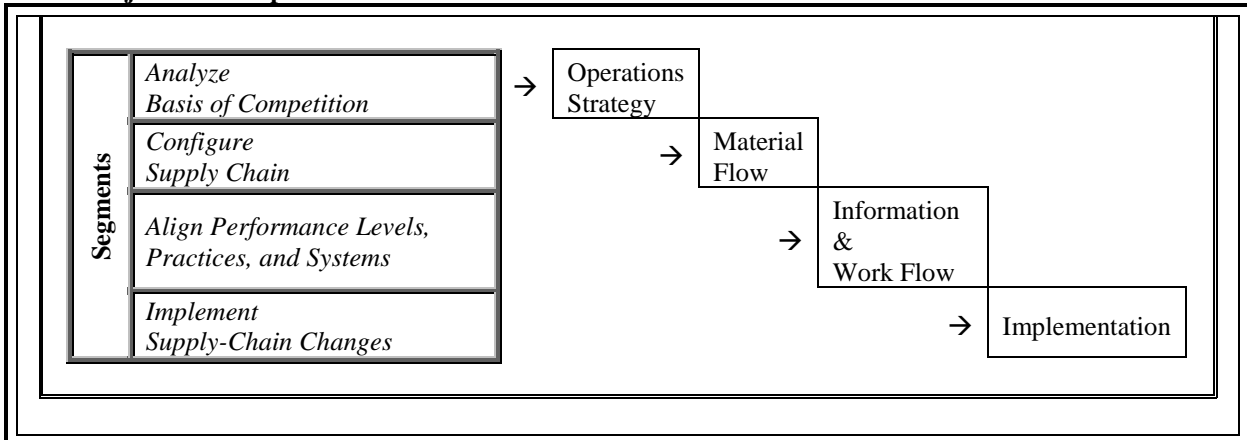 Segments
Analyze
Basis of Competition
→
Operations
Strategy
Configure
Supply Chain
→
Material
Flow
Align Performance Levels,
Practices, and Systems
→
Information
&
Work Flow
Implement
Supply-Chain Changes
→
Implementation